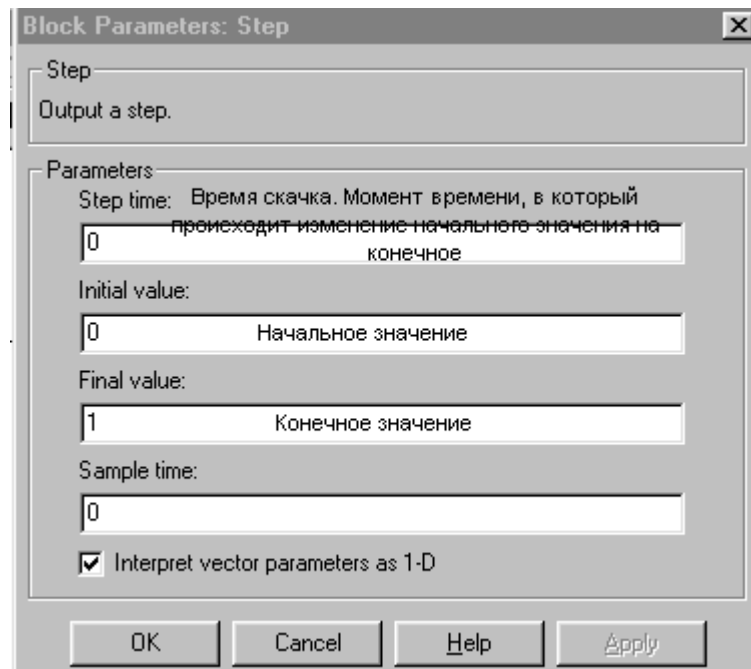 Block Parameters: Step
Step
Output a step.
Parameters
Step time: Время скачка. Момент времени, в который
происходит изменение начального значения на
0
конечное
Initial value:
0 Начальное значение
Final value:
1 Конечное значение
Sample time:
0
Interpret vector parameters as 1-D
OK Cancel Help Apply